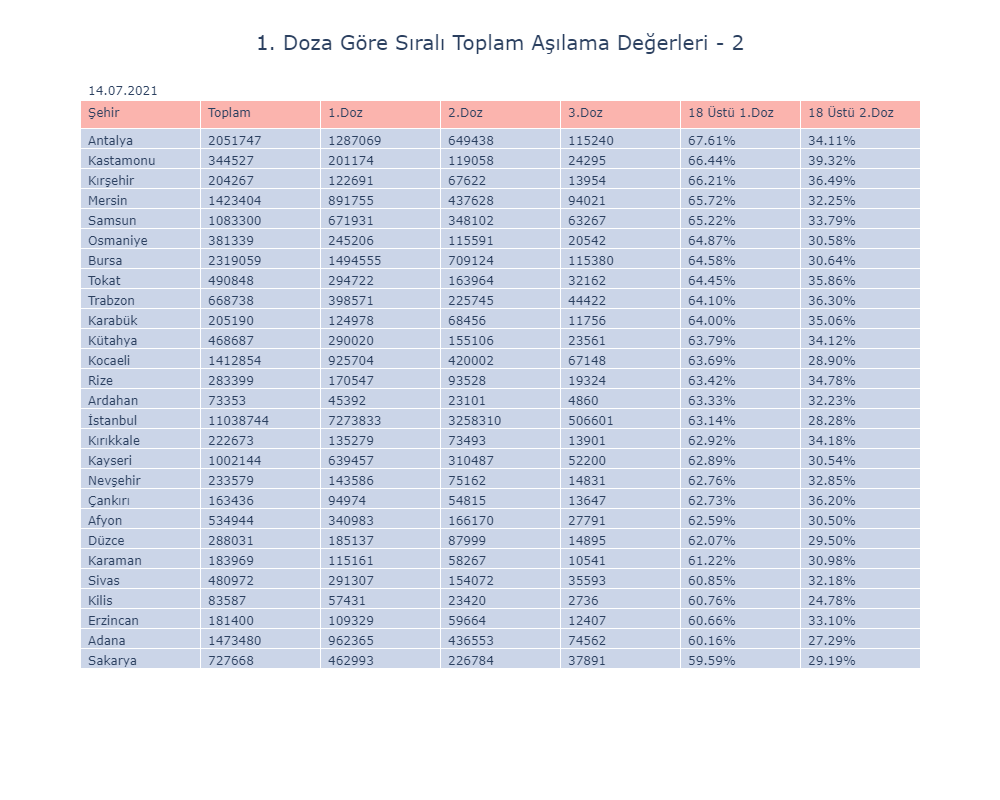 1. Doza Göre Sıralı Toplam Aşılama Değerleri - 2
14.07.2021
Şehir Toplam 1.Doz 2.Doz 3.Doz 18 Üstü 1.Doz 18 Üstü 2.Doz
Antalya 2051747 1287069 649438 115240 67.61% 34.11%
Kastamonu 344527 201174 119058 24295 66.44% 39.32%
Kırşehir 204267 122691 67622 13954 66.21% 36.49%
Mersin 1423404 891755 437628 94021 65.72% 32.25%
Samsun 1083300 671931 348102 63267 65.22% 33.79%
Osmaniye 381339 245206 115591 20542 64.87% 30.58%
Bursa 2319059 1494555 709124 115380 64.58% 30.64%
Tokat 490848 294722 163964 32162 64.45% 35.86%
Trabzon 668738 398571 225745 44422 64.10% 36.30%
Karabük 205190 124978 68456 11756 64.00% 35.06%
Kütahya 468687 290020 155106 23561 63.79% 34.12%
Kocaeli 1412854 925704 420002 67148 63.69% 28.90%
Rize 283399 170547 93528 19324 63.42% 34.78%
Ardahan 73353 45392 23101 4860 63.33% 32.23%
İstanbul 11038744 7273833 3258310 506601 63.14% 28.28%
Kırıkkale 222673 135279 73493 13901 62.92% 34.18%
Kayseri 1002144 639457 310487 52200 62.89% 30.54%
Nevşehir 233579 143586 75162 14831 62.76% 32.85%
Çankırı 163436 94974 54815 13647 62.73% 36.20%
Afyon 534944 340983 166170 27791 62.59% 30.50%
Düzce 288031 185137 87999 14895 62.07% 29.50%
Karaman 183969 115161 58267 10541 61.22% 30.98%
Sivas 480972 291307 154072 35593 60.85% 32.18%
Kilis 83587 57431 23420 2736 60.76% 24.78%
Erzincan 181400 109329 59664 12407 60.66% 33.10%
Adana 1473480 962365 436553 74562 60.16% 27.29%
Sakarya 727668 462993 226784 37891 59.59% 29.19%